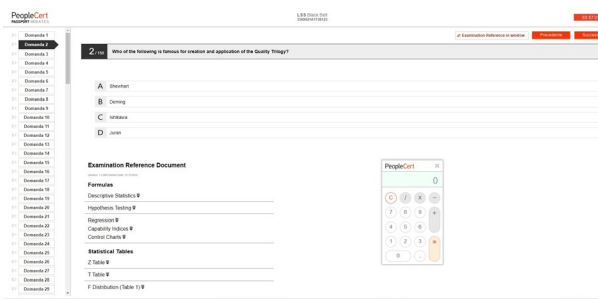 PeopleCert
PASSPORT WEBSITES
LSS Black Belt
Examination Reference in window
Precedente
Domanda 1
Domanda 2
Domanda 3
Domanda 4
Domanda 5
Domanda 6
Domanda 7
Domanda 8
Domanda 9
Domanda 10
Domanda 11
Domanda 12
Domanda 13
Domanda 14
Domanda 15
Domanda 16
Domanda 17
Domanda 18
Domanda 19
Domanda 20
Domanda 21
Domanda 22
Domanda 23
Domanda 24
Domanda 25
Domanda 26
Domanda 27
Domanda 28
Domanda 29
2 / 150 Who of the following is famous for creation and application of the Quality Trilogy?
A Shewhart
B Deming
C Ishikawa
D Juran
Examination Reference Document
Formulas
Descriptive Statistics
Hypothesis Testing
Regression
Capability Indices
Control Charts
Statistical Tables
Z Table
T Table
F Distribution (Table 1)
PeopleCert
0
C / X −
7 8 9 +
4 5 6
1 2 3 =
0 .